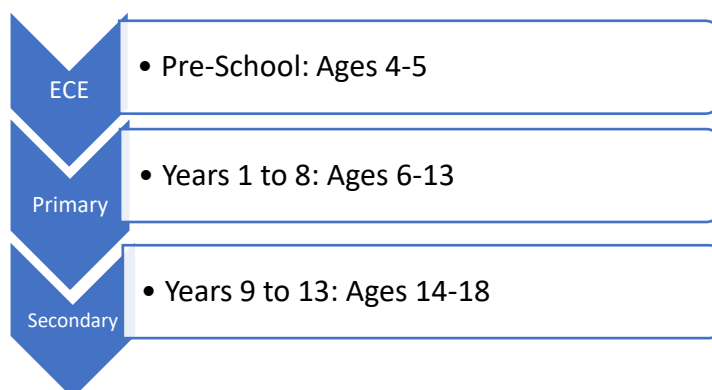 ECE
• Pre-School: Ages 4-5
Primary
• Years 1 to 8: Ages 6-13
Secondary
• Years 9 to 13: Ages 14-18